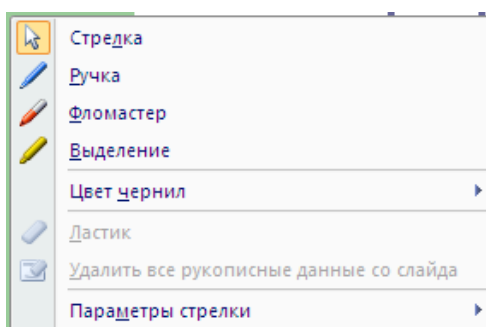 Стрелка
Ручка
Фломастер
Выделение
Цвет чернил
Ластик
Удалить все рукописные данные со слайда
Параметры стрелки